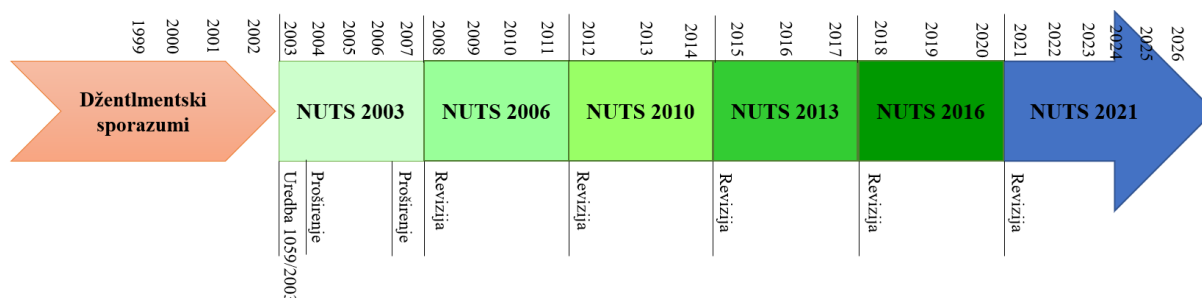 1999
2000
2001
2002
2003
2004
2005
2006
2007
2008
2009
2010
2011
2012
2013
2014
2015
2016
2017
2018
2019
2020
2021
2022
2023
2024
2025
2026
Džentlmentski
sporazumi
NUTS 2003
NUTS 2006
NUTS 2010
NUTS 2013
NUTS 2016
NUTS 2021
Uredba 1059/2003
Proširenje
Proširenje
Revizija
Revizija
Revizija
Revizija
Revizija